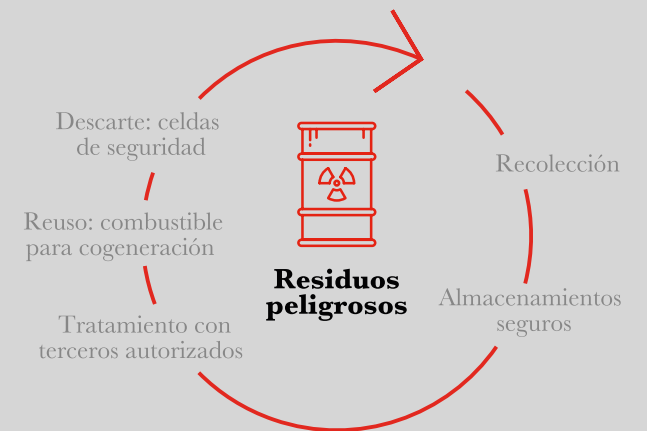 Descarte: celdas
de seguridad
Recolección
Reuso: combustible
para cogeneración
Residuos
peligrosos
Almacenamientos
seguros
Tratamiento con
terceros autorizados